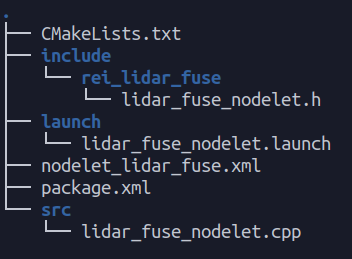 .
├── CMakeLists.txt
├── include
│   └── rei_lidar_fuse
│       └── lidar_fuse_nodelet.h
├── launch
│   └── lidar_fuse_nodelet.launch
├── nodelet_lidar_fuse.xml
├── package.xml
└── src
    └── lidar_fuse_nodelet.cpp